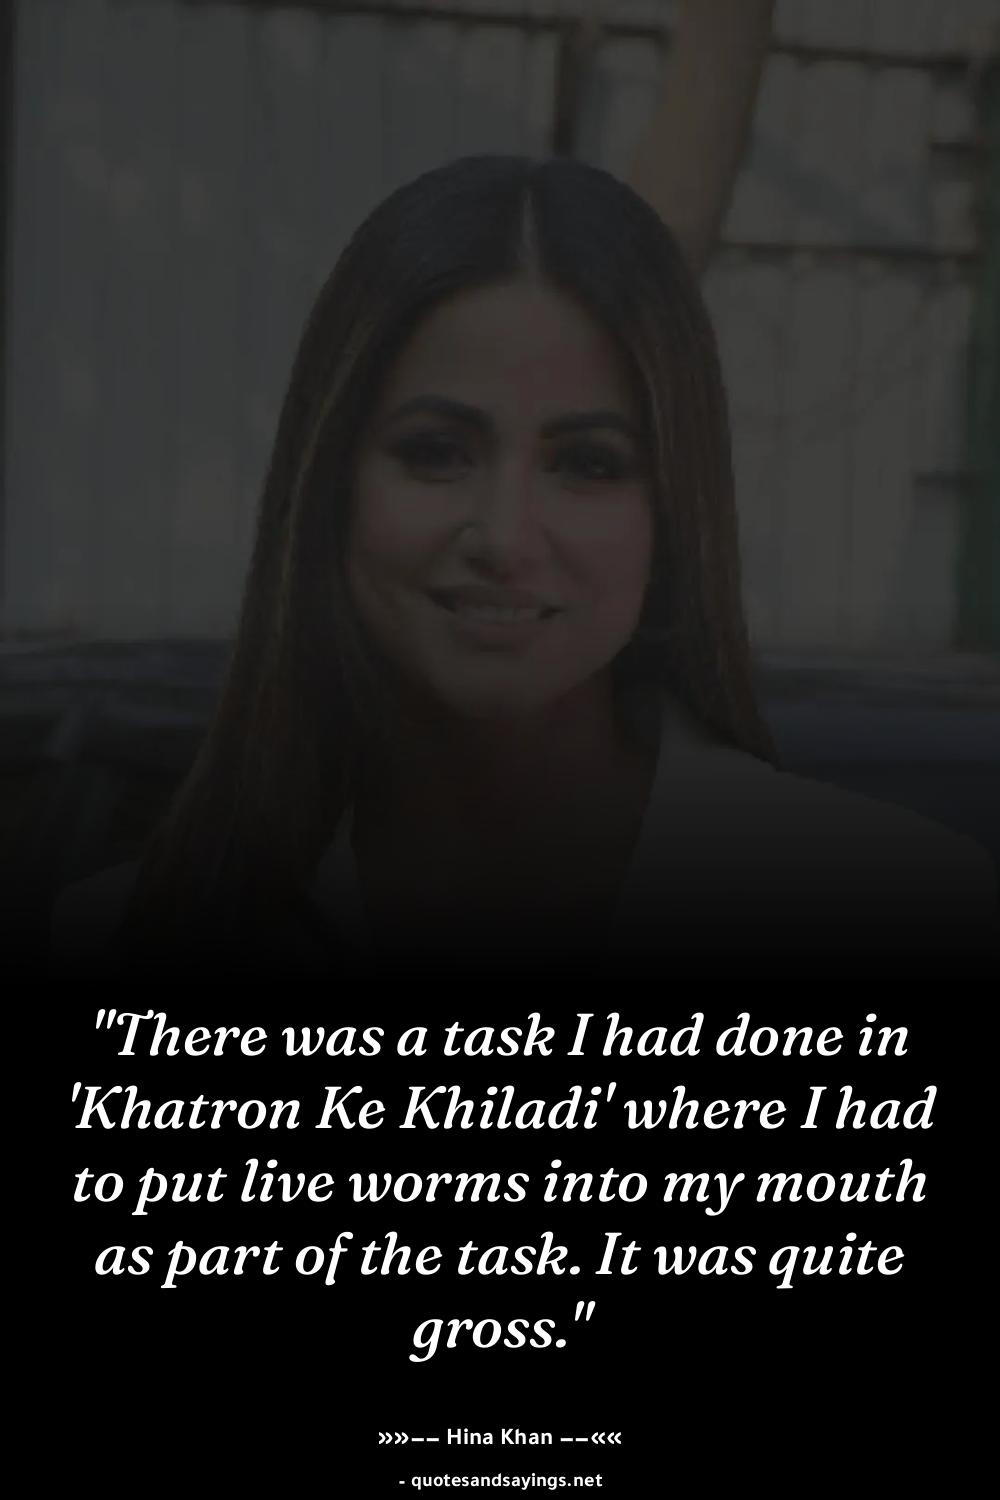 "There was a task I had done in
'Khatron Ke Khiladi' where I had
to put live worms into my mouth
as part of the task. It was quite
gross."
»»−− Hina Khan −−««
- quotesandsayings.net